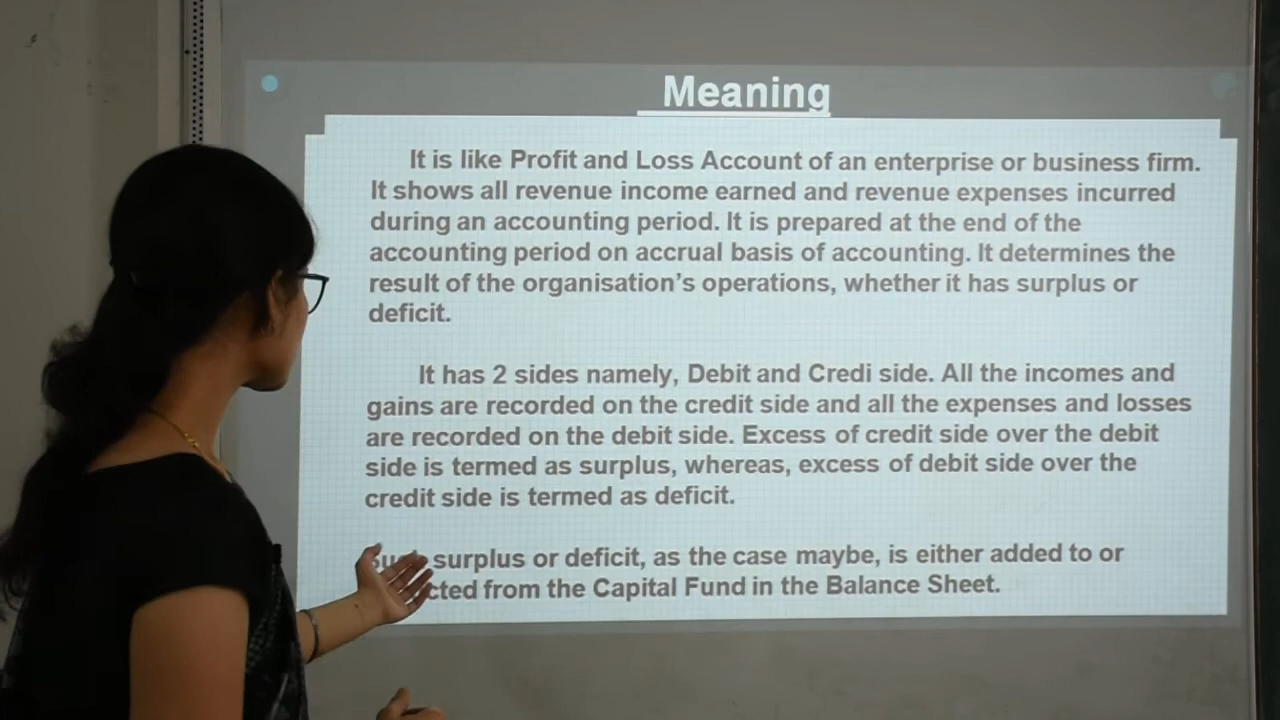 Meaning
It is like Profit and Loss Account of an enterprise or business firm.
It shows all revenue income earned and revenue expenses incurred
during an accounting period. It is prepared at the end of the
accounting period on accrual basis of accounting. It determines the
result of the organisation's operations, whether it has surplus or
deficit.
It has 2 sides namely, Debit and Credi side. All the incomes and
gains are recorded on the credit side and all the expenses and losses
are recorded on the debit side. Excess of credit side over the debit
side is termed as surplus, whereas, excess of debit side over the
credit side is termed as deficit.
surplus or deficit, as the case maybe, is either added to or
from the Capital Fund in the Balance Sheet.